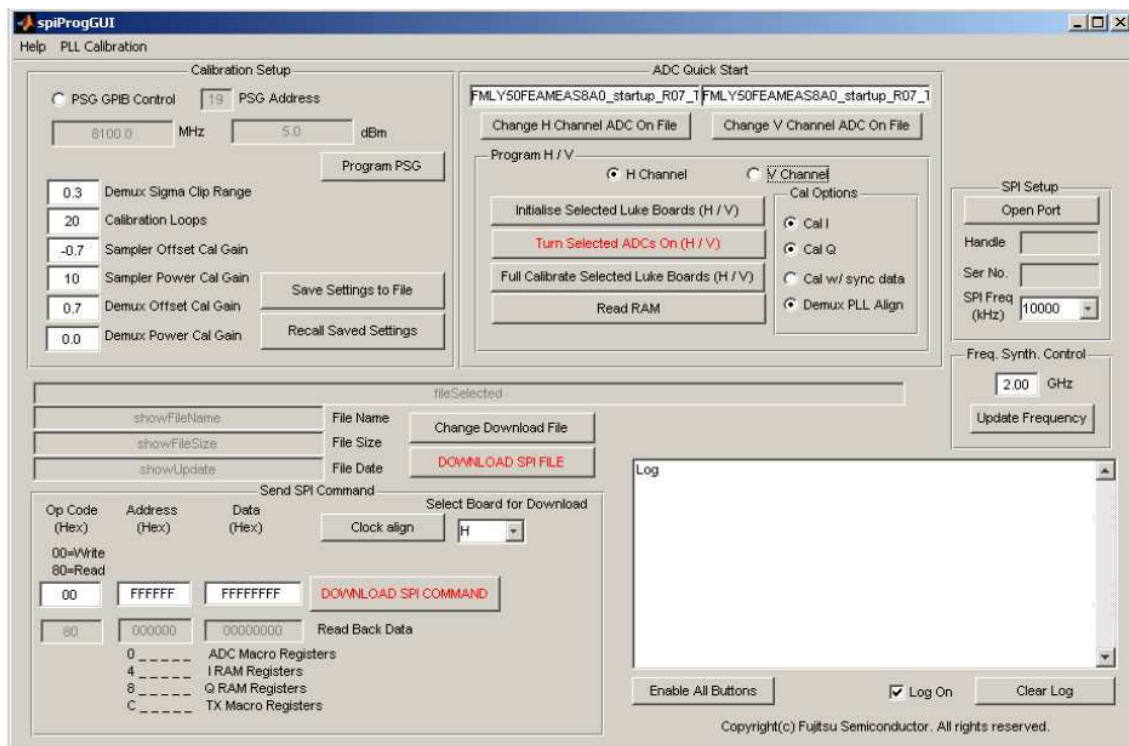 spiProgGUI
Help PLL Calibration
Calibration Setup
PSG GPIB Control 19 PSG Address
8100.0 MHz 5.0 dBm
Program PSG
0.3 Demux Sigma Clip Range
20 Calibration Loops
-0.7 Sampler Offset Cal Gain
10 Sampler Power Cal Gain
0.7 Demux Offset Cal Gain
0.0 Demux Power Cal Gain
Save Settings to File
Recall Saved Settings
ADC Quick Start
FMLY50FEAMEAS8A0_startup_R07_T FMLY50FEAMEAS8A0_startup_R07_T
Change H Channel ADC On File Change V Channel ADC On File
Program H / V
H Channel V Channel
Initialise Selected Luke Boards (H / V)
Turn Selected ADCs On (H / V)
Full Calibrate Selected Luke Boards (H / V)
Read RAM
Cal Options
Cal I
Cal Q
Cal w/ sync data
Demux PLL Align
SPI Setup
Open Port
Handle
Ser No.
SPI Freq 10000
(kHz)
Freq. Synth. Control
2.00 GHz
Update Frequency
fileSelected
showFileName File Name
showFileSize File Size
showUpdate File Date
Change Download File
DOWNLOAD SPI FILE
Send SPI Command
Op Code Address Data
(Hex) (Hex) (Hex)
Clock align
Select Board for Download
H
00=Write
80=Read
00 FFFFFF FFFFFFFF DOWNLOAD SPI COMMAND
80 000000 00000000 Read Back Data
0 _ _ _ _ _ ADC Macro Registers
4 _ _ _ _ _ I RAM Registers
8 _ _ _ _ _ Q RAM Registers
C _ _ _ _ _ TX Macro Registers
Log
Enable All Buttons Log On Clear Log
Copyright(c) Fujitsu Semiconductor. All rights reserved.